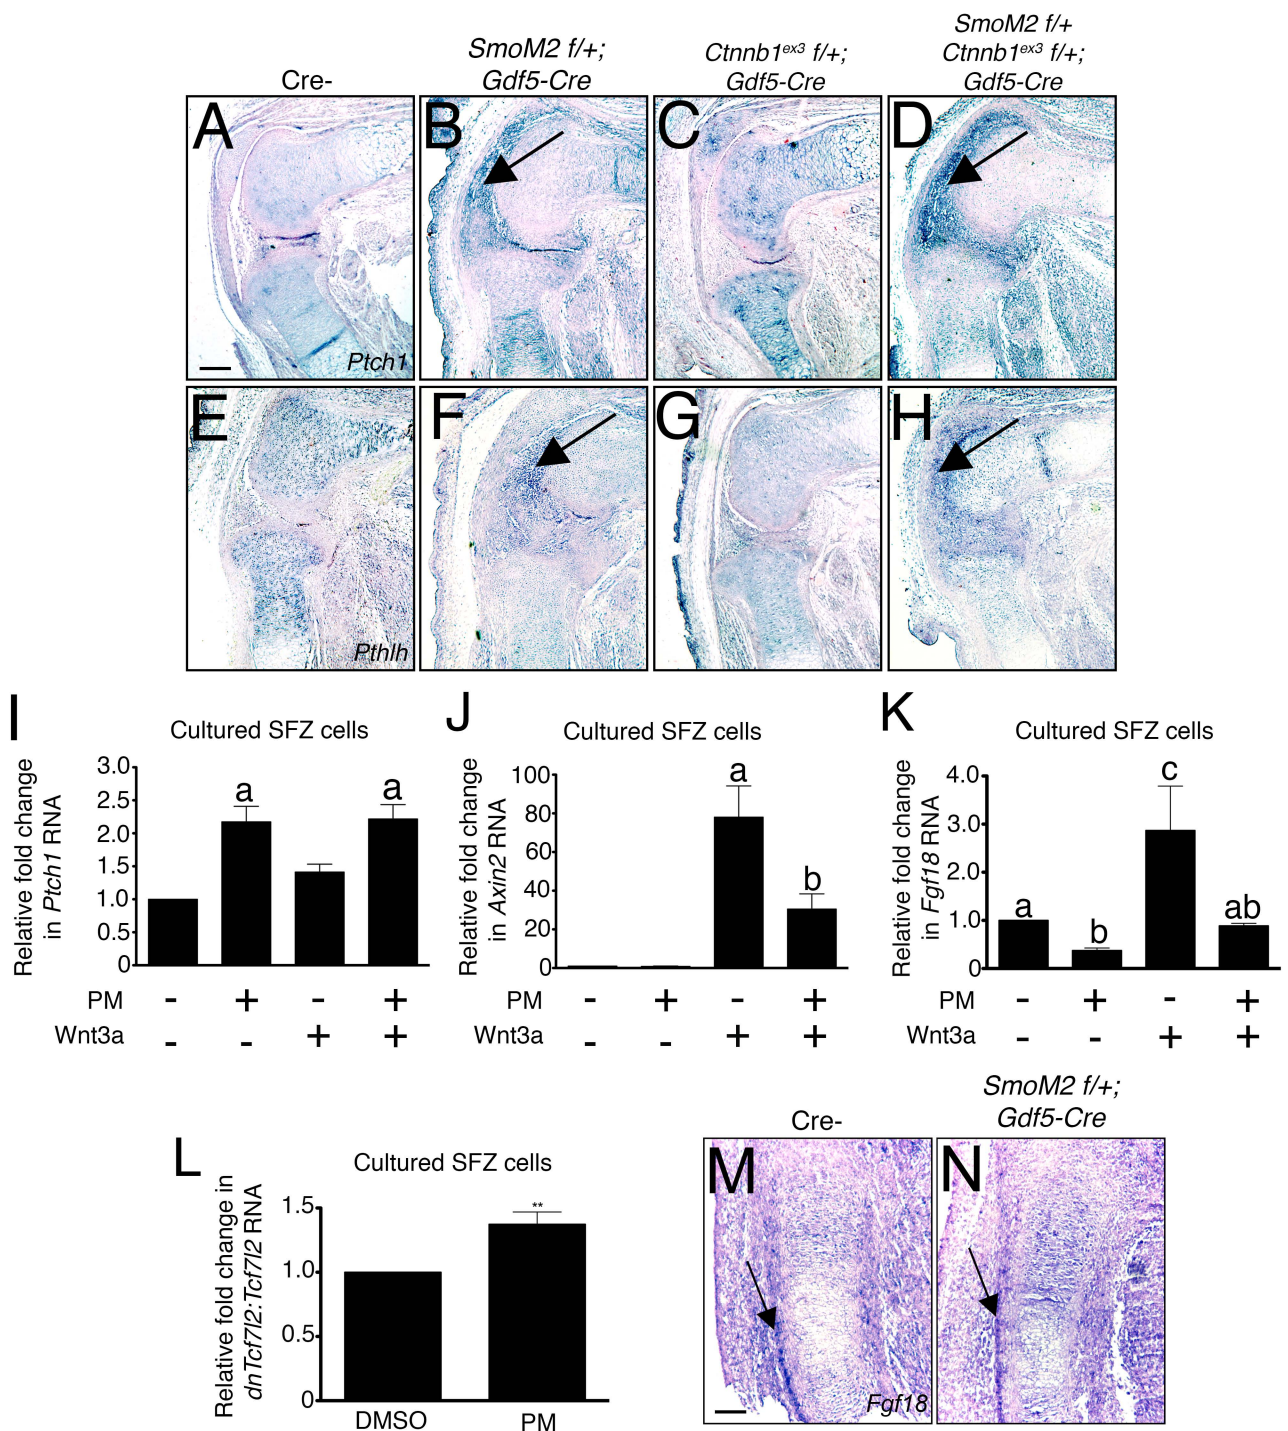 Cre-
SmoM2 f/+;
Gdf5-Cre
Ctnnb1ex3 f/+;
Gdf5-Cre
SmoM2 f/+
Ctnnb1ex3 f/+;
Gdf5-Cre
A
B
C
D
Ptch1
E
F
G
H
Pthlh
I
Cultured SFZ cells
Relative fold change
in Ptch1 RNA
3.0
2.5
2.0
1.5
1.0
0.5
0
a
a
PM - + - +
Wnt3a - - + +
J
Cultured SFZ cells
Relative fold change
in Axin2 RNA
100
80
60
40
20
0
a
b
PM - + - +
Wnt3a - - + +
K
Cultured SFZ cells
Relative fold change
in Fgf18 RNA
4.0
3.0
2.0
1.0
0
a
b
c
ab
PM - + - +
Wnt3a - - + +
L
Cultured SFZ cells
Relative fold change in
dnTcf7l2:Tcf7l2 RNA
1.5
1.0
0.5
0
**
DMSO
PM
Cre-
SmoM2 f/+;
Gdf5-Cre
M
N
Fgf18